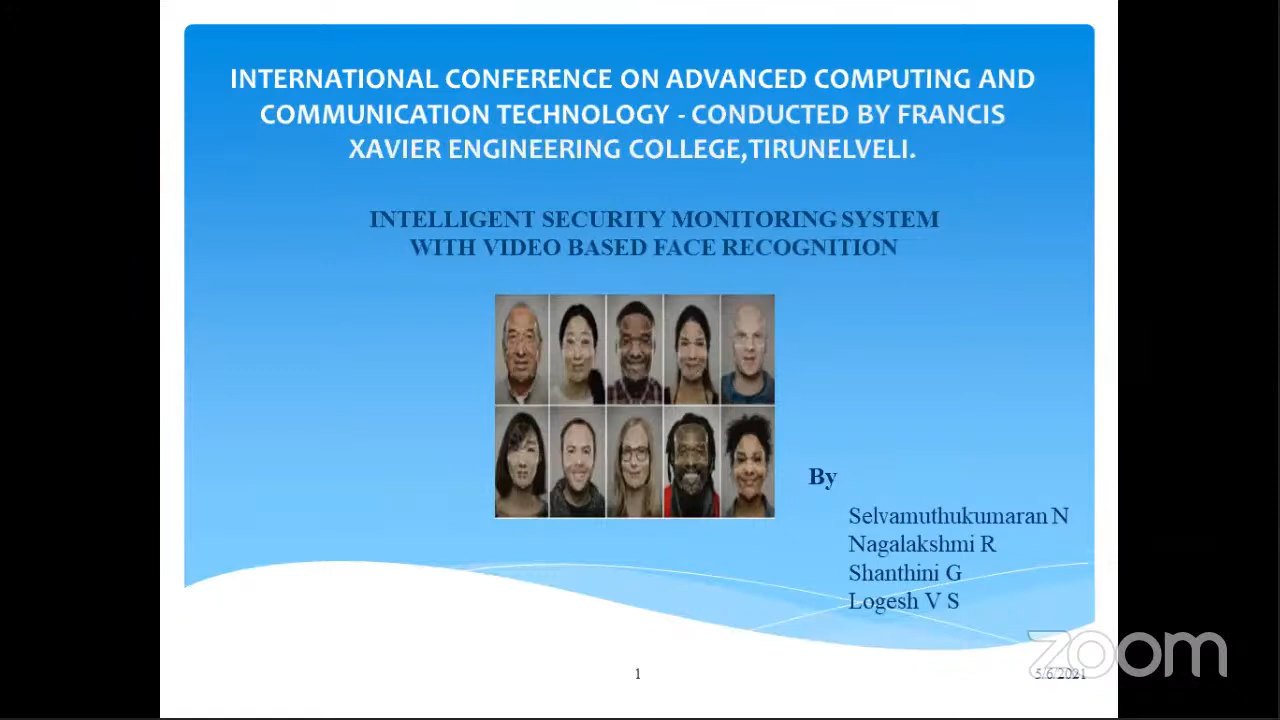 INTERNATIONAL CONFERENCE ON ADVANCED COMPUTING AND
COMMUNICATION TECHNOLOGY - CONDUCTED BY FRANCIS
XAVIER ENGINEERING COLLEGE,TIRUNELVELI.
INTELLIGENT SECURITY MONITORING SYSTEM
WITH VIDEO BASED FACE RECOGNITION
By
Selvamuthukumaran N
Nagalakshmi R
Shanthini G
Logesh V S
zoom
1
5/6/2021